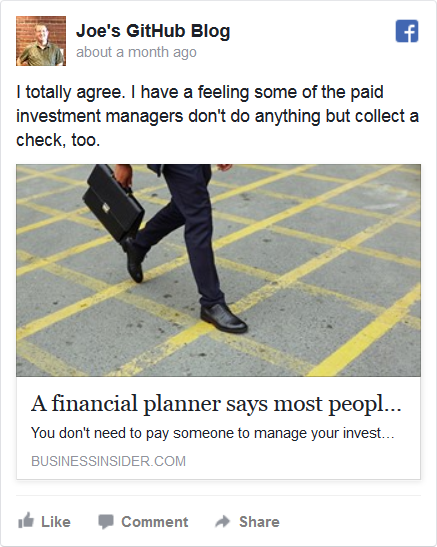 Joe's GitHub Blog
about a month ago
I totally agree. I have a feeling some of the paid
investment managers don't do anything but collect a
check, too.
A financial planner says most peopl...
You don't need to pay someone to manage your invest...
BUSINESSINSIDER.COM
Like Comment Share